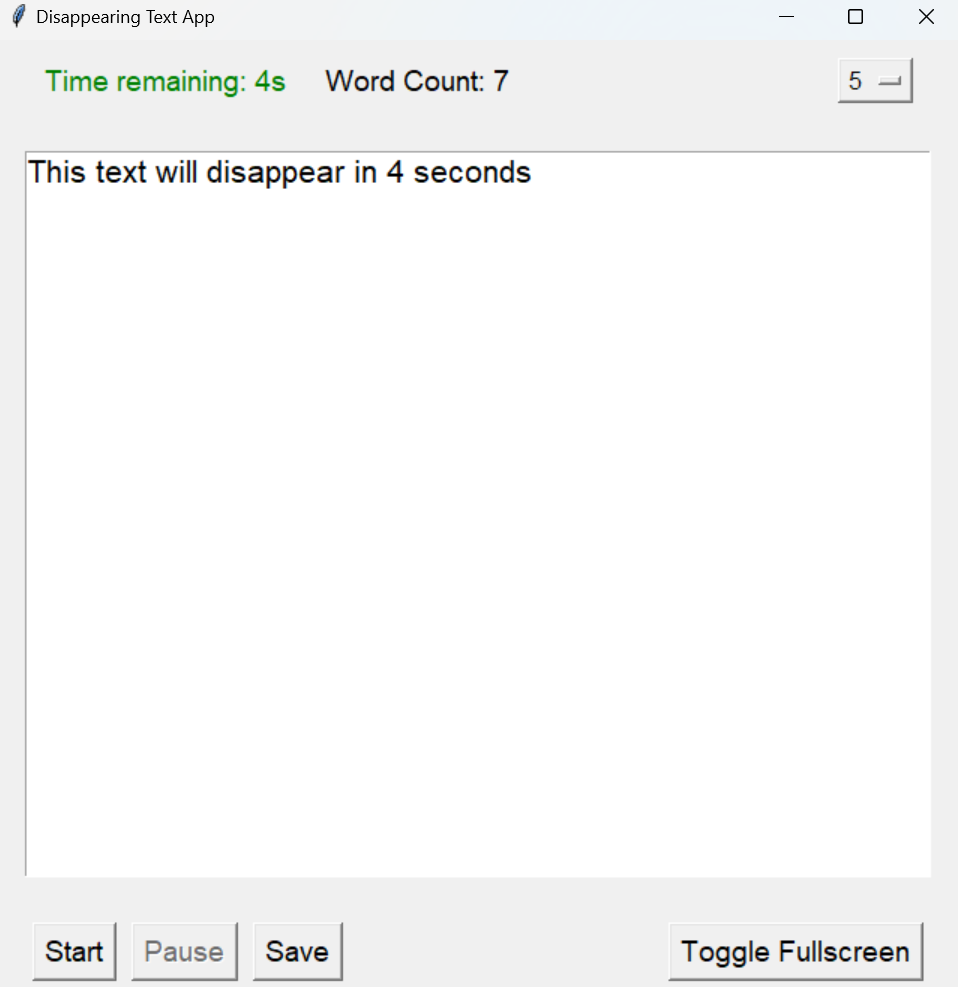 Disappearing Text App
Time remaining: 4s Word Count: 7 5
This text will disappear in 4 seconds
Start Pause Save Toggle Fullscreen